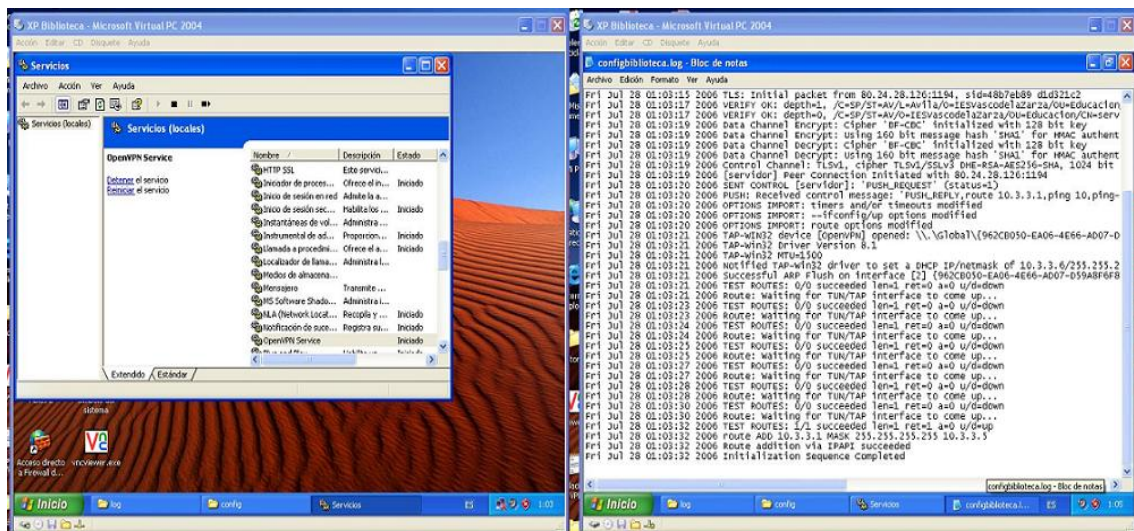 XP Biblioteca - Microsoft Virtual PC 2004
Acción Editar CD Disquete Ayuda
Servicios
Archivo Acción Ver Ayuda
Servicios (locales)
Servicios (locales)
OpenVPN Service
Detener el servicio
Reiniciar el servicio
Nombre / Descripción Estado
HTTP SSL Este servici...
Inicador de proces... Ofrece el in... Iniciado
Inicio de sesión en red Admite la a...
Inicio de sesión sec... Habilita los ... Iniciado
Instantáneas de vol... Administra ...
Instrumental de ad... Proporcion... Iniciado
Llamada a procedimi... Ofrece el a... Iniciado
Localizador de llama... Administra l...
Medios de almacena...
Mensajero Transmite ...
MS Software Shado... Administra i...
NLA (Network Locat... Recopila y ... Iniciado
Notificación de suce... Registra su... Iniciado
OpenVPN Service Iniciado
Extendido Estándar
sistema
Acceso directo
a Firewall d...
vncviewer.exe
Inicio log config Servicios ES 1:03
XP Biblioteca - Microsoft Virtual PC 2004
Acción Editar CD Disquete Ayuda
configbiblioteca.log - Bloc de notas
Archivo Edición Formato Ver Ayuda
Fri Jul 28 01:03:15 2006 TLS: Initial packet from 80.24.28.126:1194, sid=48b7eb89 d1d321c2
Fri Jul 28 01:03:17 2006 VERIFY OK: depth=1, /C=SP/ST=AV/L=Avila/O=IESVascodelaZarza/OU=Educacion
Fri Jul 28 01:03:17 2006 VERIFY OK: depth=0, /C=SP/ST=AV/O=IESVascodelaZarza/OU=Educacion/CN=serv
Fri Jul 28 01:03:19 2006 Data Channel Encrypt: Cipher 'BF-CBC' initialized with 128 bit key
Fri Jul 28 01:03:19 2006 Data Channel Encrypt: Using 160 bit message hash 'SHA1' for HMAC authent
Fri Jul 28 01:03:19 2006 Data Channel Decrypt: Cipher 'BF-CBC' initialized with 128 bit key
Fri Jul 28 01:03:19 2006 Data Channel Decrypt: Using 160 bit message hash 'SHA1' for HMAC authent
Fri Jul 28 01:03:19 2006 Control Channel: TLSv1, cipher TLSv1/SSLv3 DHE-RSA-AES256-SHA, 1024 bit
Fri Jul 28 01:03:19 2006 [servidor] Peer Connection Initiated with 80.24.28.126:1194
Fri Jul 28 01:03:20 2006 SENT CONTROL [servidor]: 'PUSH_REQUEST' (status=1)
Fri Jul 28 01:03:20 2006 PUSH: Received control message: 'PUSH_REPLY,route 10.3.3.1,ping 10,ping-
Fri Jul 28 01:03:20 2006 OPTIONS IMPORT: timers and/or timeouts modified
Fri Jul 28 01:03:20 2006 OPTIONS IMPORT: --ifconfig/up options modified
Fri Jul 28 01:03:20 2006 OPTIONS IMPORT: route options modified
Fri Jul 28 01:03:21 2006 TAP-WIN32 device [OpenVPN] opened: \\.\Global\{962CB050-EA06-4E66-AD07-D
Fri Jul 28 01:03:21 2006 TAP-Win32 Driver Version 8.1
Fri Jul 28 01:03:21 2006 TAP-Win32 MTU=1500
Fri Jul 28 01:03:21 2006 Notified TAP-Win32 driver to set a DHCP IP/netmask of 10.3.3.6/255.255.2
Fri Jul 28 01:03:21 2006 Successful ARP Flush on interface [2] {962CB050-EA06-4E66-AD07-D59A8F6F8
Fri Jul 28 01:03:21 2006 TEST ROUTES: 0/0 succeeded len=1 ret=0 a=0 u/d=down
Fri Jul 28 01:03:21 2006 Route: Waiting for TUN/TAP interface to come up...
Fri Jul 28 01:03:23 2006 TEST ROUTES: 0/0 succeeded len=1 ret=0 a=0 u/d=down
Fri Jul 28 01:03:23 2006 Route: Waiting for TUN/TAP interface to come up...
Fri Jul 28 01:03:24 2006 TEST ROUTES: 0/0 succeeded len=1 ret=0 a=0 u/d=down
Fri Jul 28 01:03:24 2006 Route: Waiting for TUN/TAP interface to come up...
Fri Jul 28 01:03:25 2006 TEST ROUTES: 0/0 succeeded len=1 ret=0 a=0 u/d=down
Fri Jul 28 01:03:25 2006 Route: Waiting for TUN/TAP interface to come up...
Fri Jul 28 01:03:27 2006 TEST ROUTES: 0/0 succeeded len=1 ret=0 a=0 u/d=down
Fri Jul 28 01:03:27 2006 Route: Waiting for TUN/TAP interface to come up...
Fri Jul 28 01:03:28 2006 TEST ROUTES: 0/0 succeeded len=1 ret=0 a=0 u/d=down
Fri Jul 28 01:03:28 2006 Route: Waiting for TUN/TAP interface to come up...
Fri Jul 28 01:03:30 2006 TEST ROUTES: 0/0 succeeded len=1 ret=0 a=0 u/d=down
Fri Jul 28 01:03:30 2006 Route: Waiting for TUN/TAP interface to come up...
Fri Jul 28 01:03:32 2006 TEST ROUTES: 1/1 succeeded len=1 ret=1 a=0 u/d=up
Fri Jul 28 01:03:32 2006 route ADD 10.3.3.1 MASK 255.255.255.255 10.3.3.5
Fri Jul 28 01:03:32 2006 Route addition via IPAPI succeeded
Fri Jul 28 01:03:32 2006 Initialization Sequence Completed
configbiblioteca.log - Bloc de notas
Inicio log config Servicios configbiblioteca.l... ES 1:05